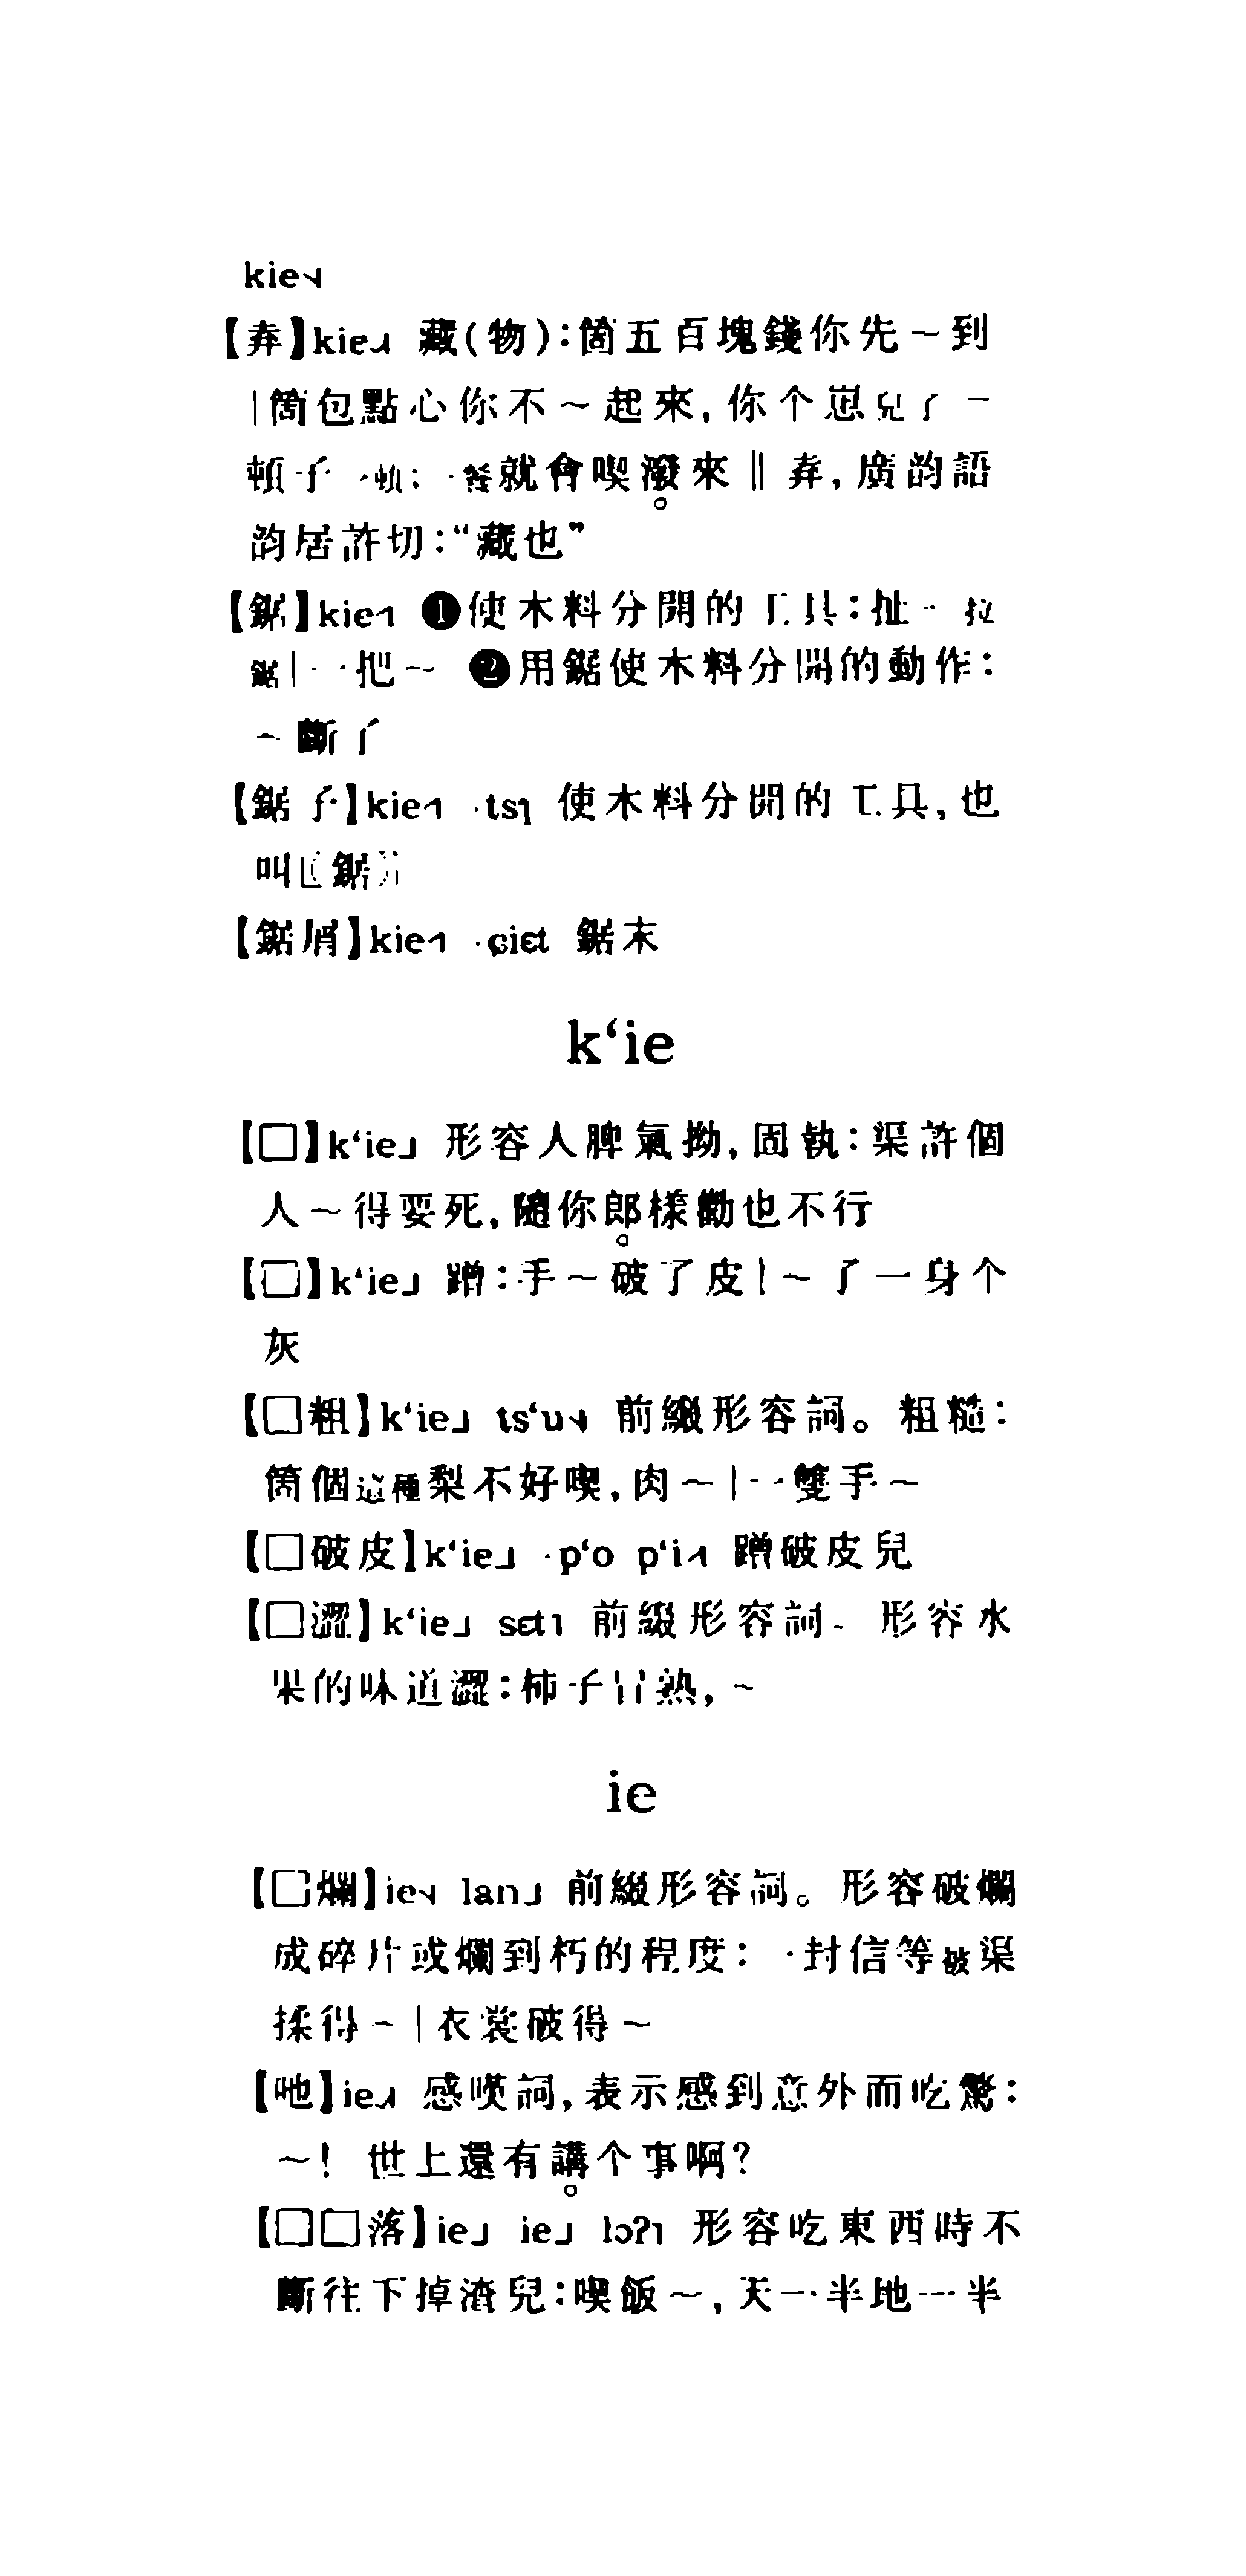 kie˨
【弆】kie˩ 藏(物):箇五百塊錢你先～到
|箇包點心你不～起來,你个崽兒了一
頓子一頓;一餐就會喫潑來‖弆,廣韵語
韵居許切:“藏也”
【鋸】kie˧ ❶使木料分開的工具:扯～拉
鋸|一把～ ❷用鋸使木料分開的動作:
～斷了
【鋸子】kie˧ ·tsɿ 使木料分開的工具,也
叫 鋸
【鋸屑】kie˧ ·ɕiɛt 鋸末
k‘ie
【□】k‘ie˩ 形容人脾氣拗,固執:渠許個
人～得耍死,隨你郎樣勸也不行
【□】k‘ie˩ 蹭:手～破了皮|～了一身个
灰
【□粗】k‘ie˩ ts‘u˨ 前綴形容詞。粗糙:
箇個這種梨不好喫,肉～|一雙手～
【□破皮】k‘ie˩ ·p‘o p‘i˧ 蹭破皮兒
【□澀】k‘ie˩ sɛt˥ 前綴形容詞。形容水
果的味道澀:柿子冒熟,～
ie
【□爛】ie˨ lan˩ 前綴形容詞。形容破爛
成碎片或爛到朽的程度:一封信等被渠
揉得～|衣裳破得～
【吔】ie˩ 感嘆詞,表示感到意外而吃驚:
～! 世上還有講个事啊?
【□□落】ie˩ ie˩ lɔʔ˥ 形容吃東西時不
斷往下掉渣兒:喫飯～,天一半地一半